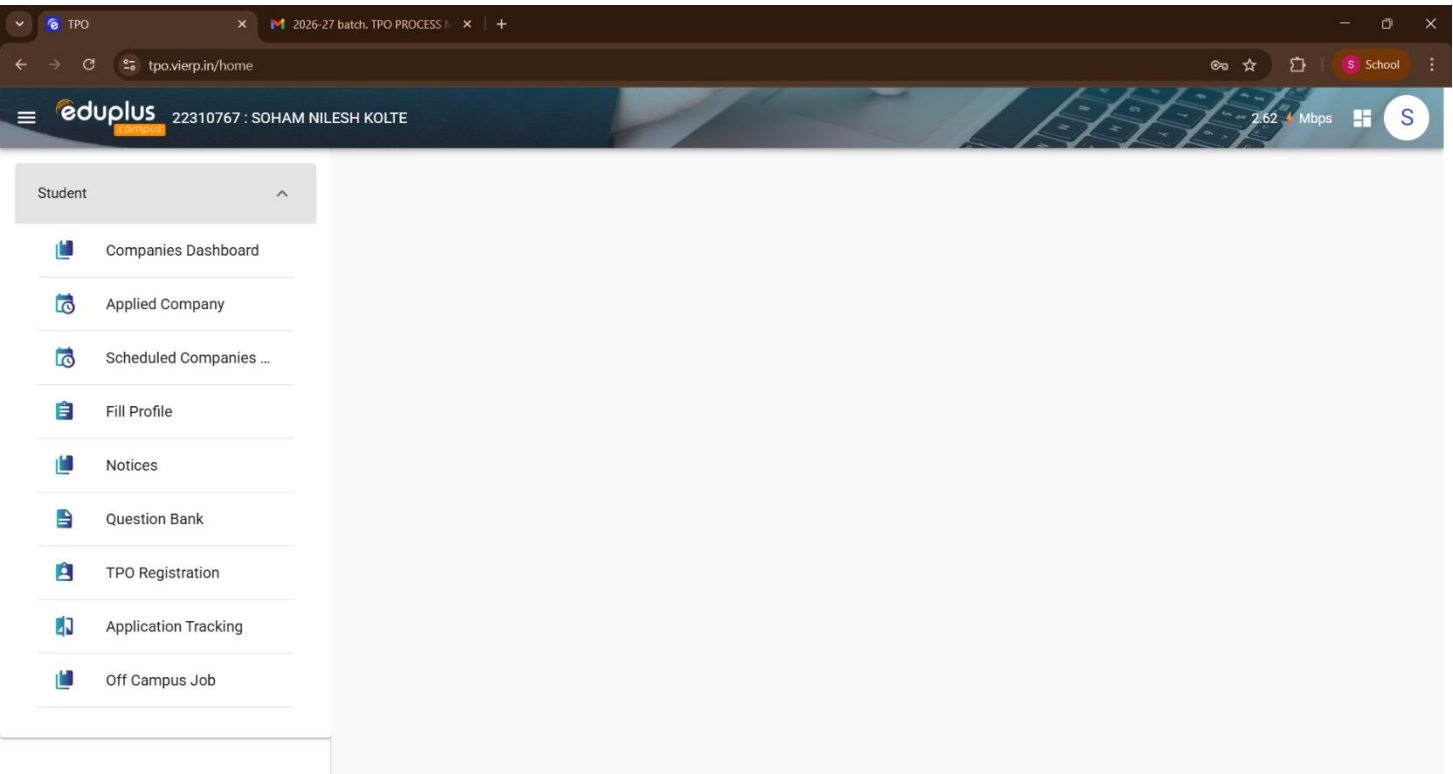 TPO
2026-27 batch. TPO PROCESS
tpo.vierp.in/home
S School
eduplus
campus
22310767 : SOHAM NILESH KOLTE
2.62 Mbps
S
Student
Companies Dashboard
Applied Company
Scheduled Companies ...
Fill Profile
Notices
Question Bank
TPO Registration
Application Tracking
Off Campus Job